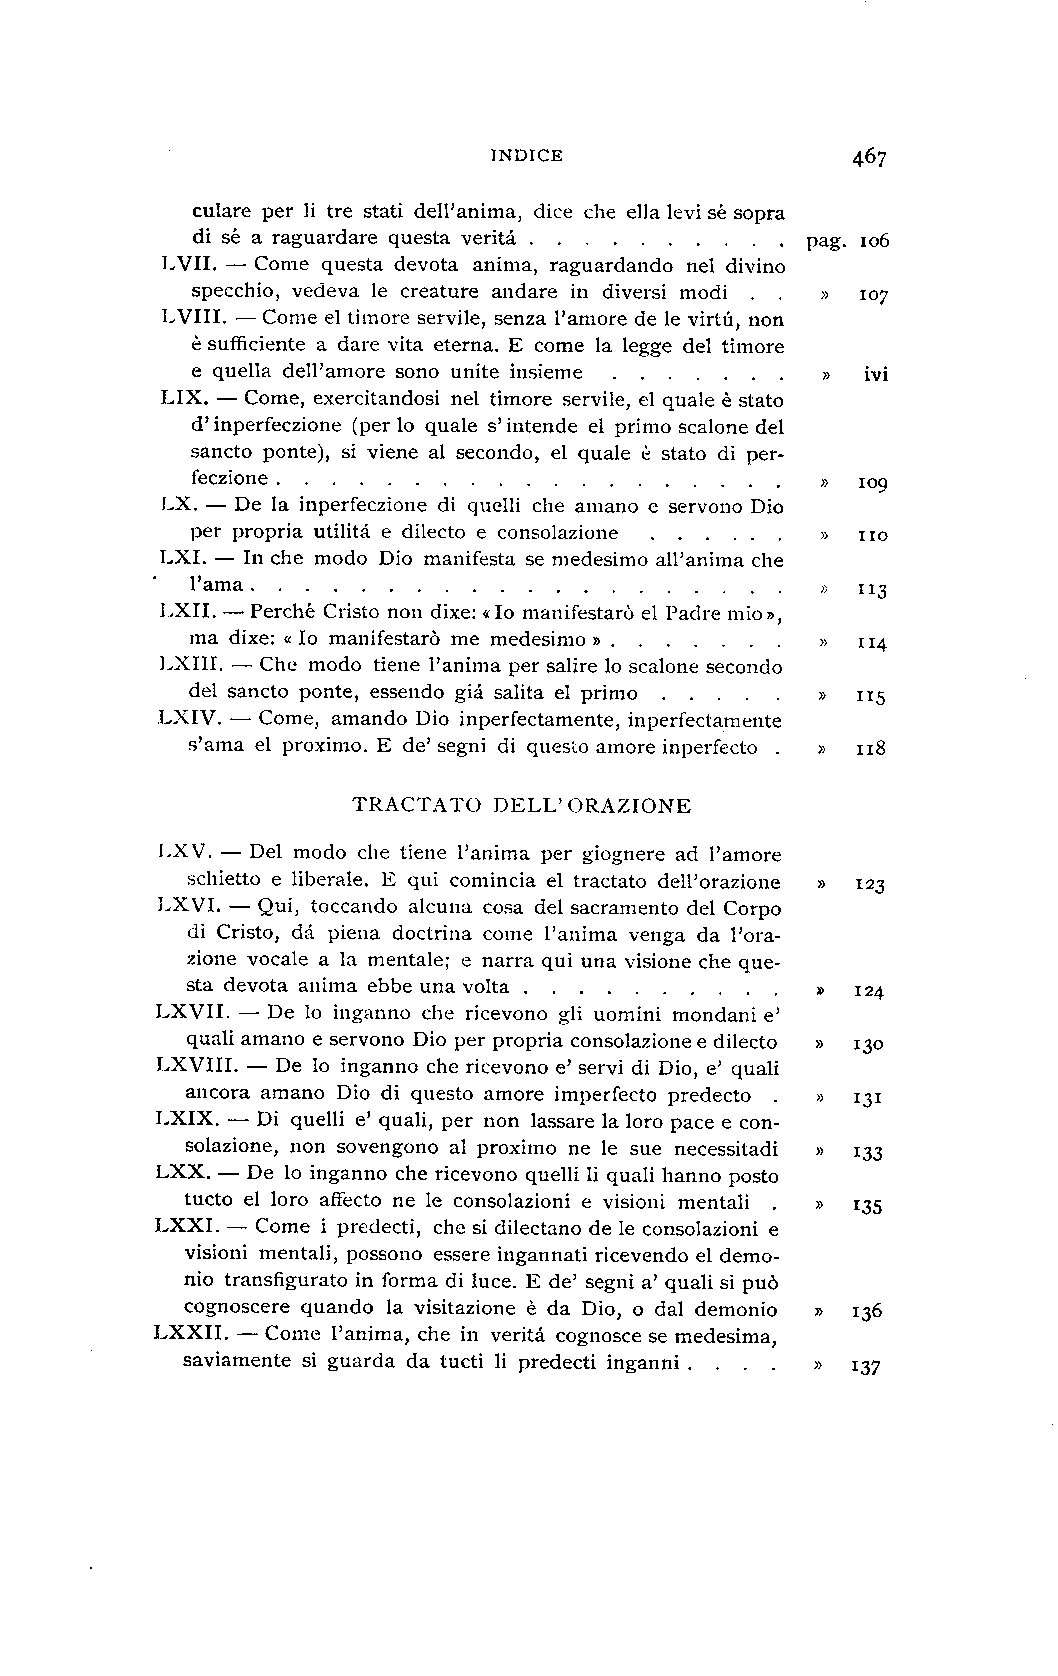 INDICE 467
culare per li tre stati dell'anima, dice che ella levi sé sopra
di sé a raguardare questa veritá . . . . . . . . . . pag. 106
LVII. — Come questa devota anima, raguardando nel divino
specchio, vedeva le creature andare in diversi modi . . » 107
LVIII. — Come el timore servile, senza l'amore de le virtú, non
è sufficiente a dare vita eterna. E come la legge del timore
e quella dell'amore sono unite insieme . . . . . . . » ivi
LIX. — Come, exercitandosi nel timore servile, el quale è stato
d'inperfeczione (per lo quale s'intende el primo scalone del
sancto ponte), si viene al secondo, el quale è stato di per-
feczione . . . . . . . . . . . . . . . . . . . » 109
LX. — De la inperfeczione di quelli che amano e servono Dio
per propria utilitá e dilecto e consolazione . . . . . . » 110
LXI. — In che modo Dio manifesta se medesimo all'anima che
l'ama . . . . . . . . . . . . . . . . . . . . » 113
LXII. — Perché Cristo non dixe: «Io manifestarò el Padre mio»,
ma dixe: « Io manifestarò me medesimo » . . . . . . . » 114
LXIII. — Che modo tiene l'anima per salire lo scalone secondo
del sancto ponte, essendo giá salita el primo . . . . . » 115
LXIV. — Come, amando Dio inperfectamente, inperfectamente
s'ama el proximo. E de' segni di questo amore inperfecto . » 118
TRACTATO DELL'ORAZIONE
LXV. — Del modo che tiene l'anima per giognere ad l'amore
schietto e liberale. E qui comincia el tractato dell'orazione » 123
LXVI. — Qui, toccando alcuna cosa del sacramento del Corpo
di Cristo, dá piena doctrina come l'anima venga da l'ora-
zione vocale a la mentale; e narra qui una visione che que-
sta devota anima ebbe una volta . . . . . . . . . . » 124
LXVII. — De lo inganno che ricevono gli uomini mondani e'
quali amano e servono Dio per propria consolazione e dilecto » 130
LXVIII. — De lo inganno che ricevono e' servi di Dio, e' quali
ancora amano Dio di questo amore imperfecto predecto . » 131
LXIX. — Di quelli e' quali, per non lassare la loro pace e con-
solazione, non sovengono al proximo ne le sue necessitadi » 133
LXX. — De lo inganno che ricevono quelli li quali hanno posto
tucto el loro affecto ne le consolazioni e visioni mentali . » 135
LXXI. — Come i predecti, che si dilectano de le consolazioni e
visioni mentali, possono essere ingannati ricevendo el demo-
nio transfigurato in forma di luce. E de' segni a' quali si può
cognoscere quando la visitazione è da Dio, o dal demonio » 136
LXXII. — Come l'anima, che in veritá cognosce se medesima,
saviamente si guarda da tucti li predecti inganni . . . . » 137